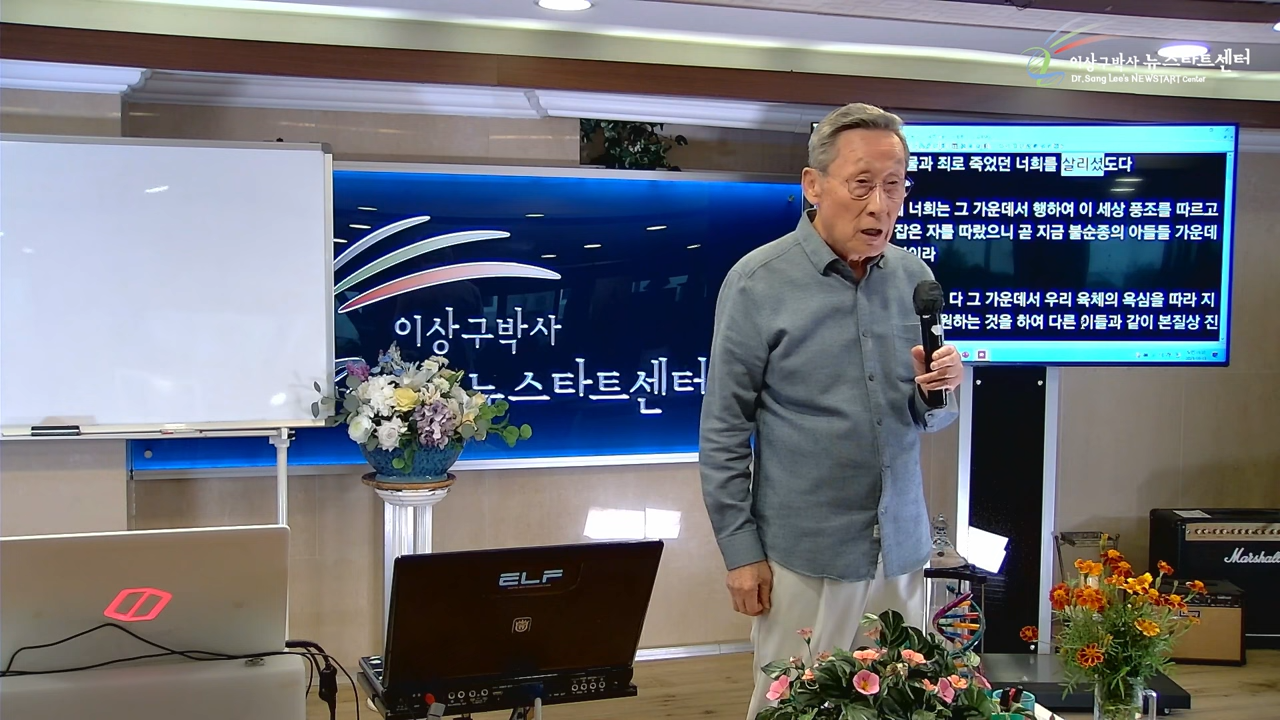 이상구박사 뉴스타트센터
Dr. Sang Lee's NEWSTART Center
죄로 죽었던 너희를 살리셨도다
너희는 그 가운데서 행하여 이 세상 풍조를 따르고
잡은 자를 따랐으니 곧 지금 불순종의 아들들 가운데
다 그 가운데서 우리 육체의 욕심을 따라 지
원하는 것을 하여 다른 이들과 같이 본질상 진
이상구박사
뉴스타트센터
ELF
Marshall